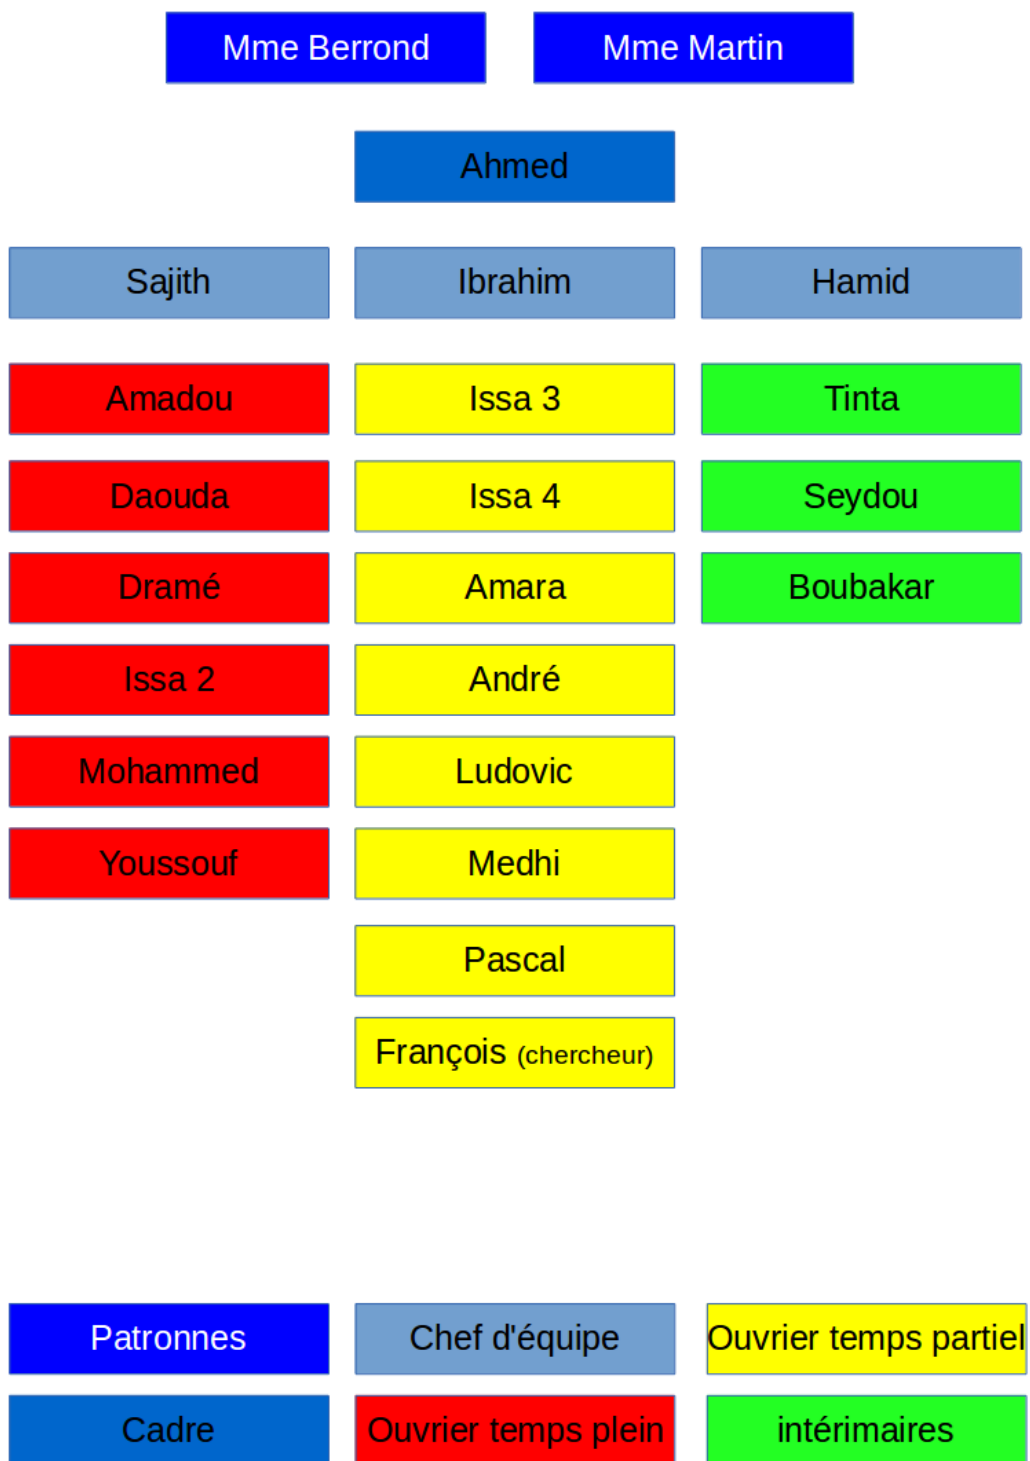 Mme Berrond
Mme Martin
Ahmed
Sajith
Ibrahim
Hamid
Amadou
Issa 3
Tinta
Daouda
Issa 4
Seydou
Dramé
Amara
Boubakar
Issa 2
André
Mohammed
Ludovic
Youssouf
Medhi
Pascal
François (chercheur)
Patronnes
Chef d'équipe
Ouvrier temps partiel
Cadre
Ouvrier temps plein
intérimaires